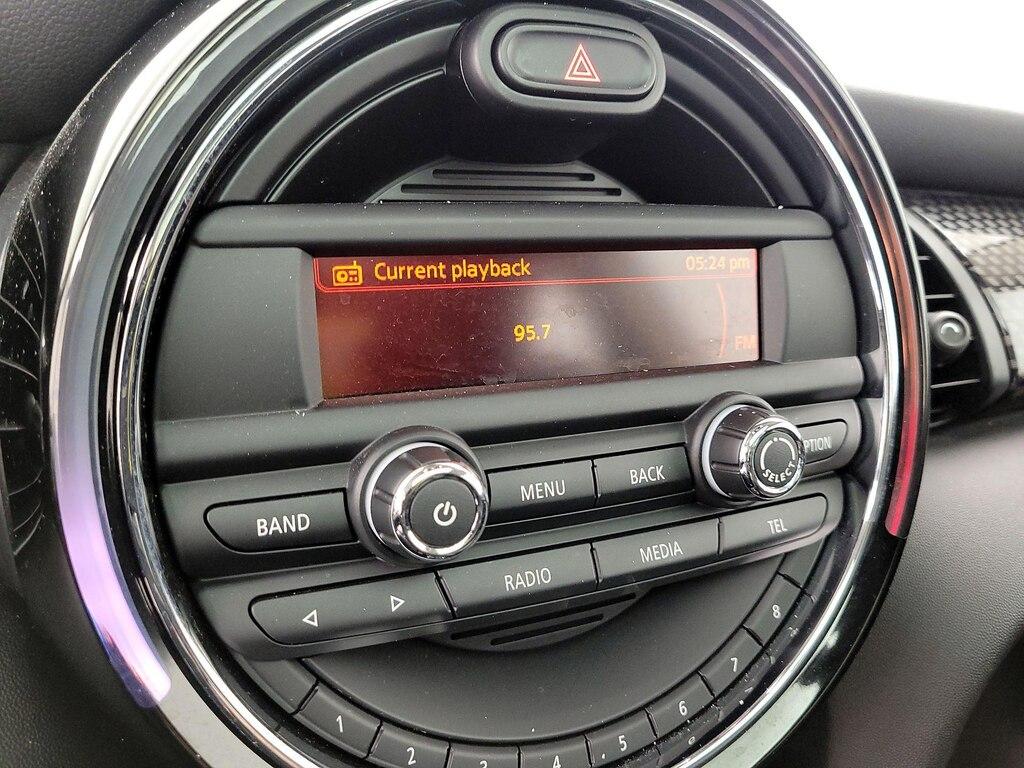 Current playback 05:24 pm
95.7
FM
BAND MENU BACK SELECT PTION
RADIO MEDIA TEL
1 2 3 4 5 6 7 8